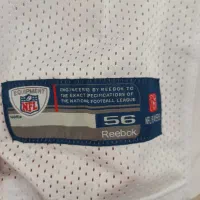 EQUIPMENT
NFL
ENGINEERED BY REEBOK TO
THE EXACT SPECIFICATIONS OF
THE NATIONAL FOOTBALL LEAGUE
56
Reebok